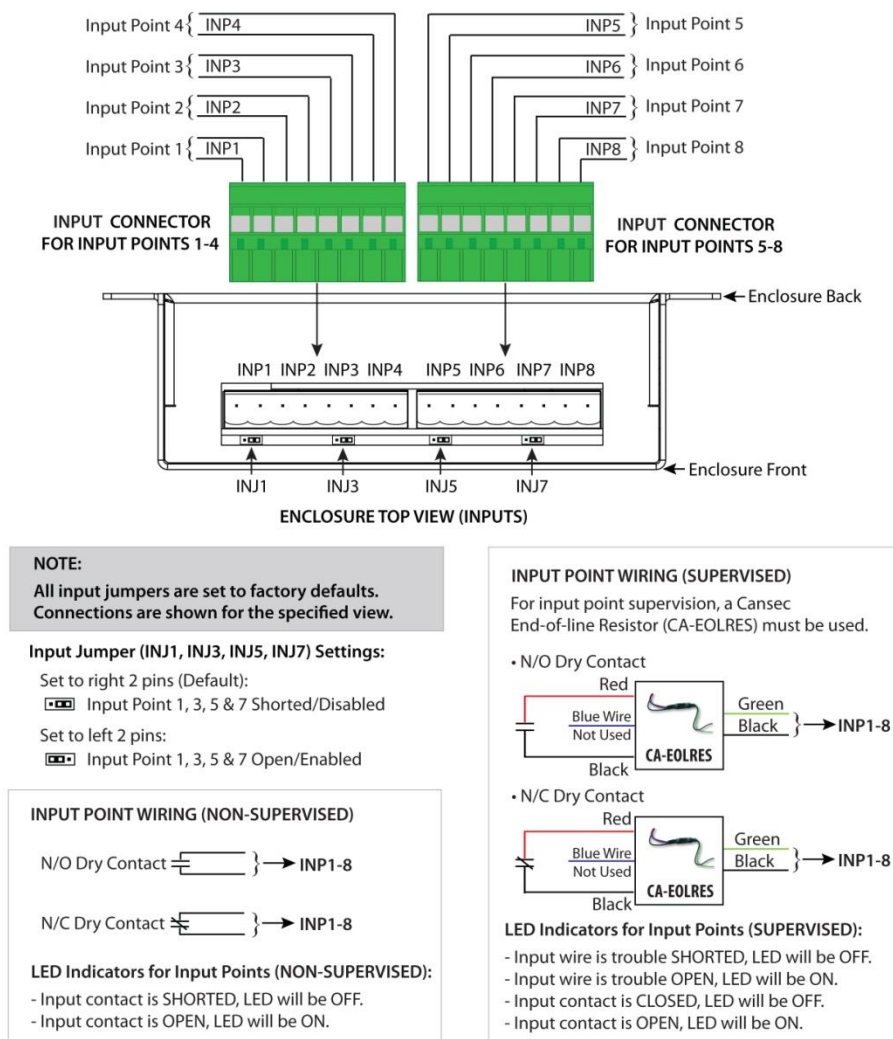 Input Point 4 { INP4
Input Point 3 { INP3
Input Point 2 { INP2
Input Point 1 { INP1
INP5 } Input Point 5
INP6 } Input Point 6
INP7 } Input Point 7
INP8 } Input Point 8
INPUT CONNECTOR
FOR INPUT POINTS 1-4
INPUT CONNECTOR
FOR INPUT POINTS 5-8
Enclosure Back
INP1 INP2 INP3 INP4 INP5 INP6 INP7 INP8
Enclosure Front
INJ1 INJ3 INJ5 INJ7
ENCLOSURE TOP VIEW (INPUTS)
NOTE:
All input jumpers are set to factory defaults.
Connections are shown for the specified view.
Input Jumper (INJ1, INJ3, INJ5, INJ7) Settings:
Set to right 2 pins (Default):
Input Point 1, 3, 5 & 7 Shorted/Disabled
Set to left 2 pins:
Input Point 1, 3, 5 & 7 Open/Enabled
INPUT POINT WIRING (NON-SUPERVISED)
N/O Dry Contact } INP1-8
N/C Dry Contact } INP1-8
LED Indicators for Input Points (NON-SUPERVISED):
- Input contact is SHORTED, LED will be OFF.
- Input contact is OPEN, LED will be ON.
INPUT POINT WIRING (SUPERVISED)
For input point supervision, a Cansec
End-of-line Resistor (CA-EOLRES) must be used.
• N/O Dry Contact
Red
Blue Wire
Not Used
Black
CA-EOLRES
Green
Black
INP1-8
• N/C Dry Contact
Red
Blue Wire
Not Used
Black
CA-EOLRES
Green
Black
INP1-8
LED Indicators for Input Points (SUPERVISED):
- Input wire is trouble SHORTED, LED will be OFF.
- Input wire is trouble OPEN, LED will be ON.
- Input contact is CLOSED, LED will be OFF.
- Input contact is OPEN, LED will be ON.